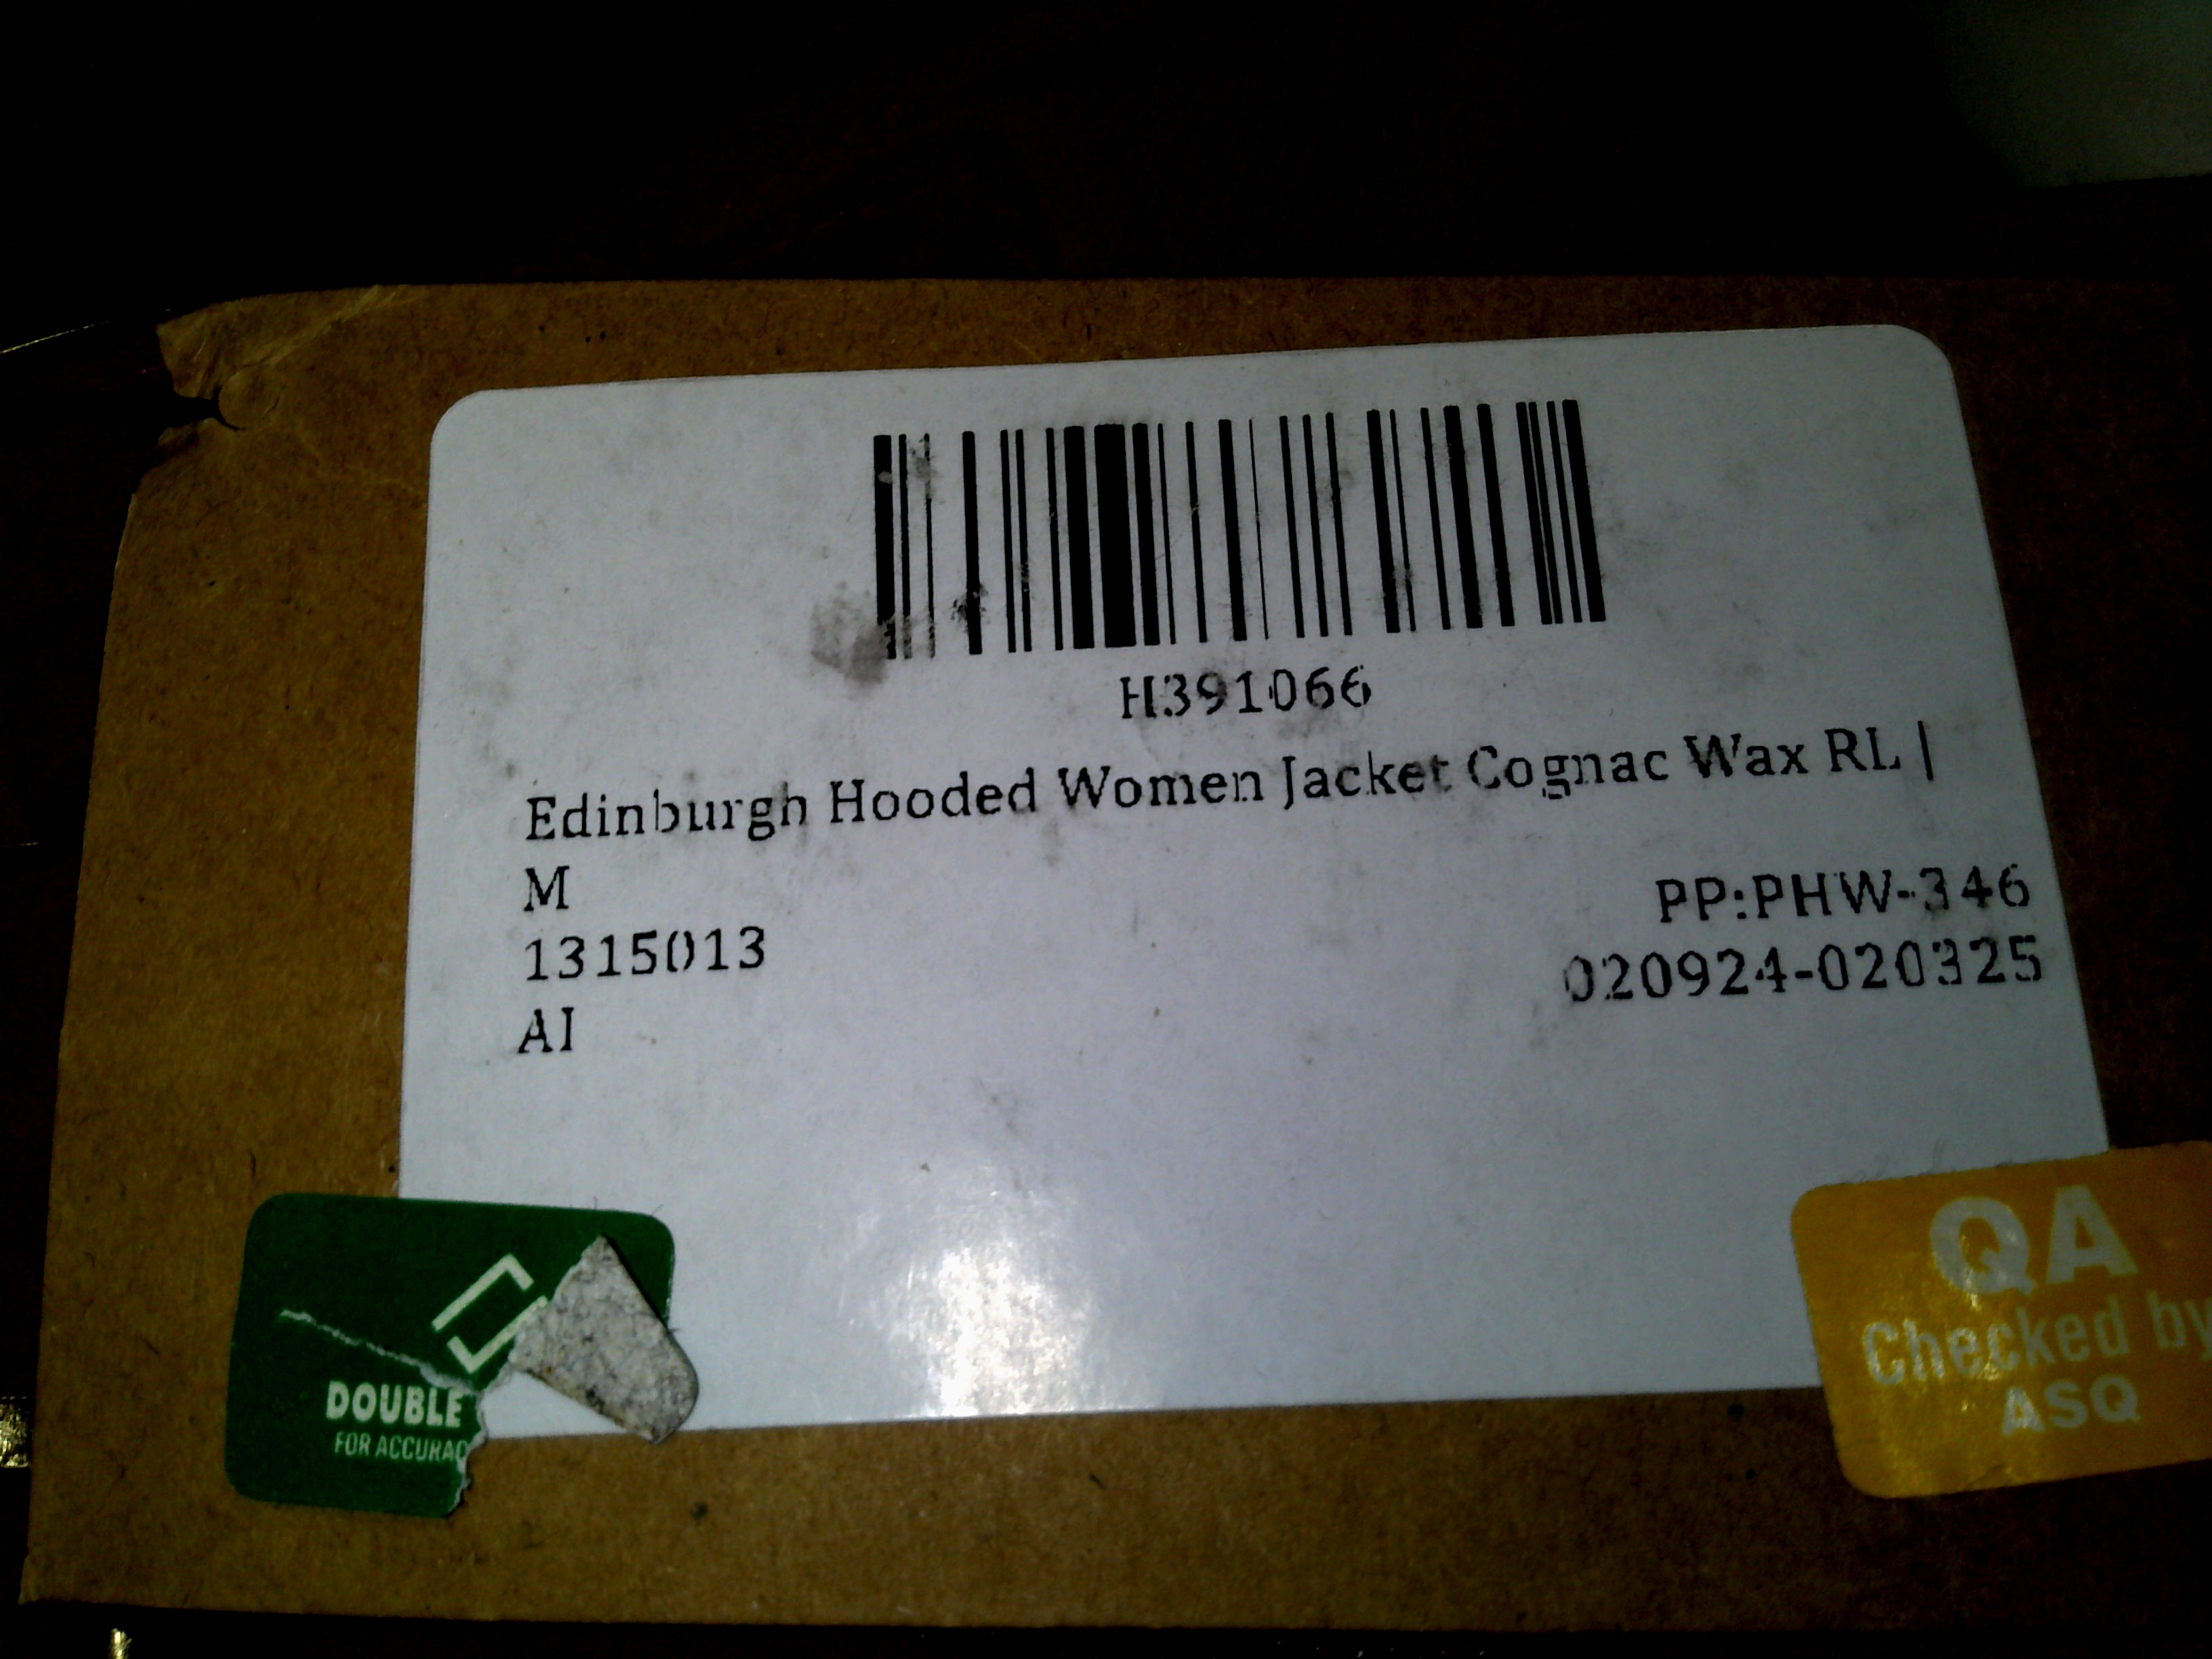 H391066
Edinburgh Hooded Women Jacket Cognac Wax RL |
M
PP:PHW-346
1315013
020924-020325
AI
DOUBLE
FOR
QA
Checked by
ASQ